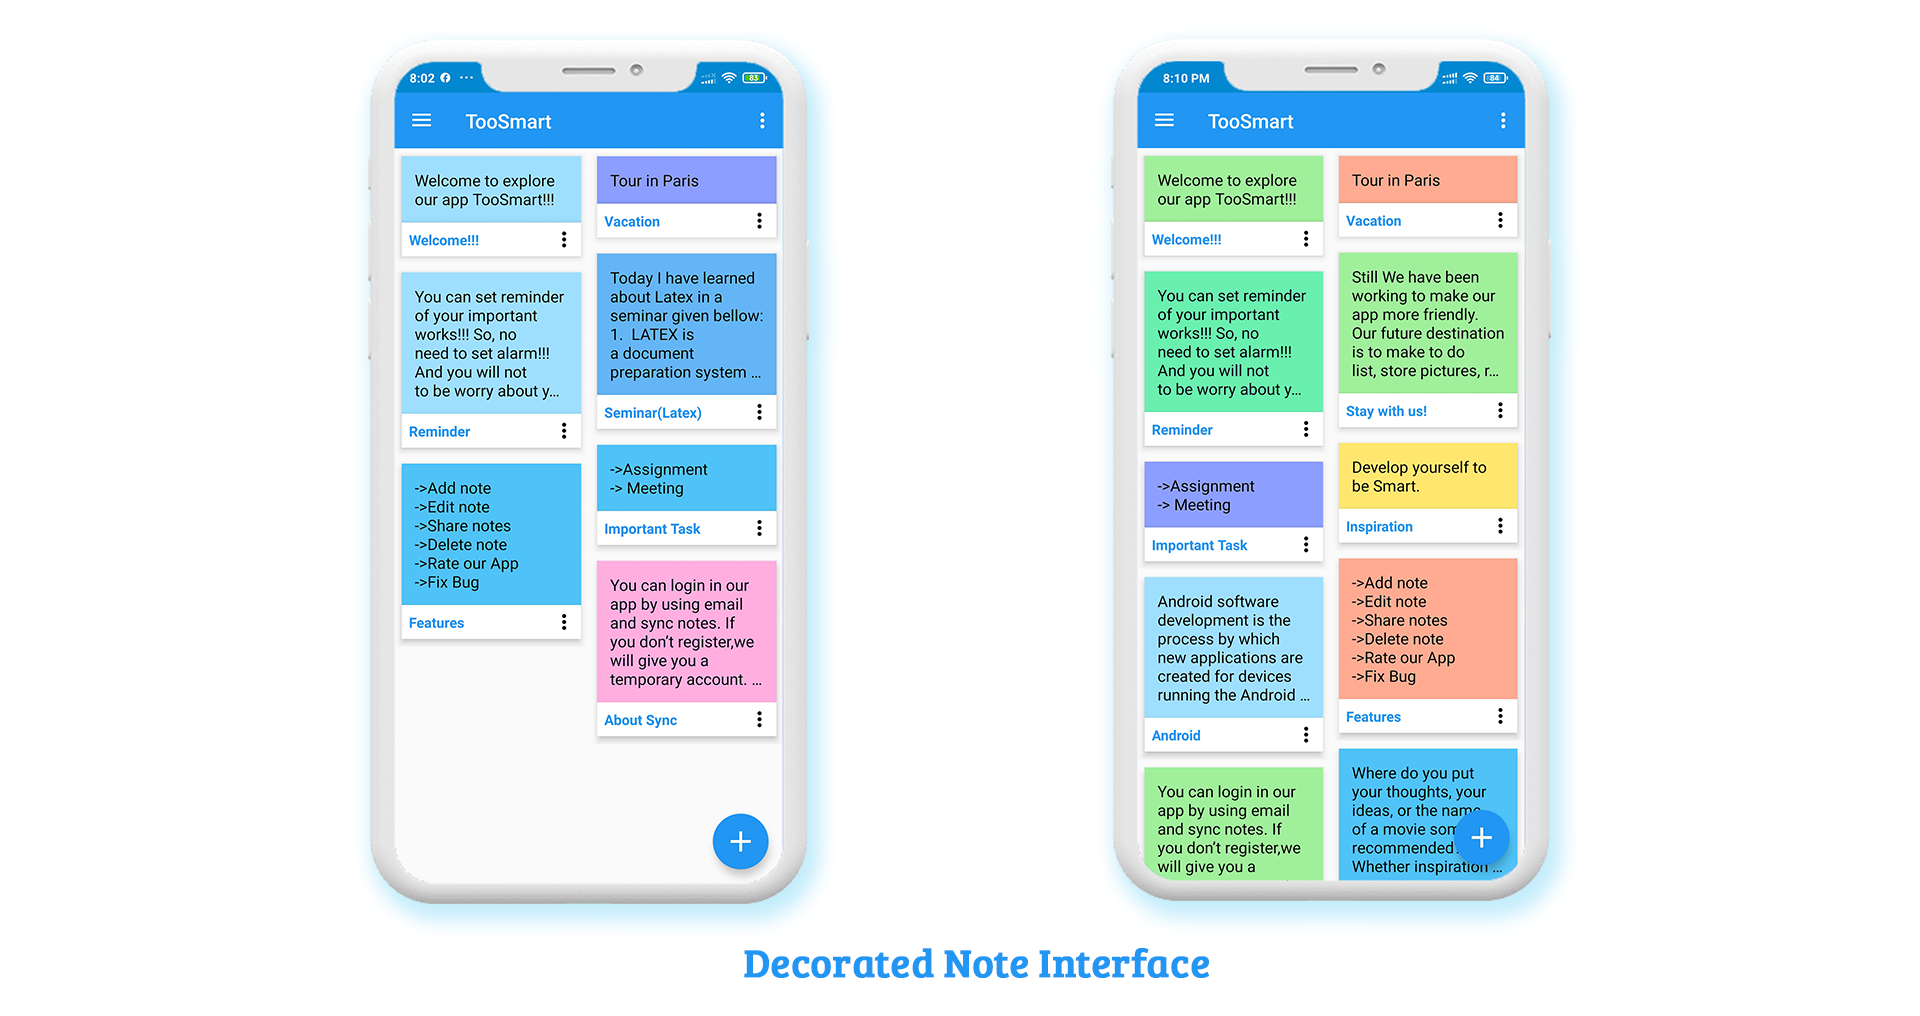 8:02
83
TooSmart
Welcome to explore
our app TooSmart!!!
Welcome!!!
You can set reminder
of your important
works!!! So, no
need to set alarm!!!
And you will not
to be worry about y...
Reminder
->Add note
->Edit note
->Share notes
->Delete note
->Rate our App
->Fix Bug
Features
Tour in Paris
Vacation
Today I have learned
about Latex in a
seminar given bellow:
1.  LATEX is
a document
preparation system ...
Seminar(Latex)
->Assignment
-> Meeting
Important Task
You can login in our
app by using email
and sync notes. If
you don’t register,we
will give you a
temporary account. ...
About Sync
8:10 PM
84
TooSmart
Welcome to explore
our app TooSmart!!!
Welcome!!!
You can set reminder
of your important
works!!! So, no
need to set alarm!!!
And you will not
to be worry about y...
Reminder
->Assignment
-> Meeting
Important Task
Android software
development is the
process by which
new applications are
created for devices
running the Android ...
Android
You can login in our
app by using email
and sync notes. If
you don’t register,we
will give you a
Tour in Paris
Vacation
Still We have been
working to make our
app more friendly.
Our future destination
is to make to do
list, store pictures, r...
Stay with us!
Develop yourself to
be Smart.
Inspiration
->Add note
->Edit note
->Share notes
->Delete note
->Rate our App
->Fix Bug
Features
Where do you put
your thoughts, your
ideas, or the name
of a movie som
recommended
Whether inspiration ...
Decorated Note Interface